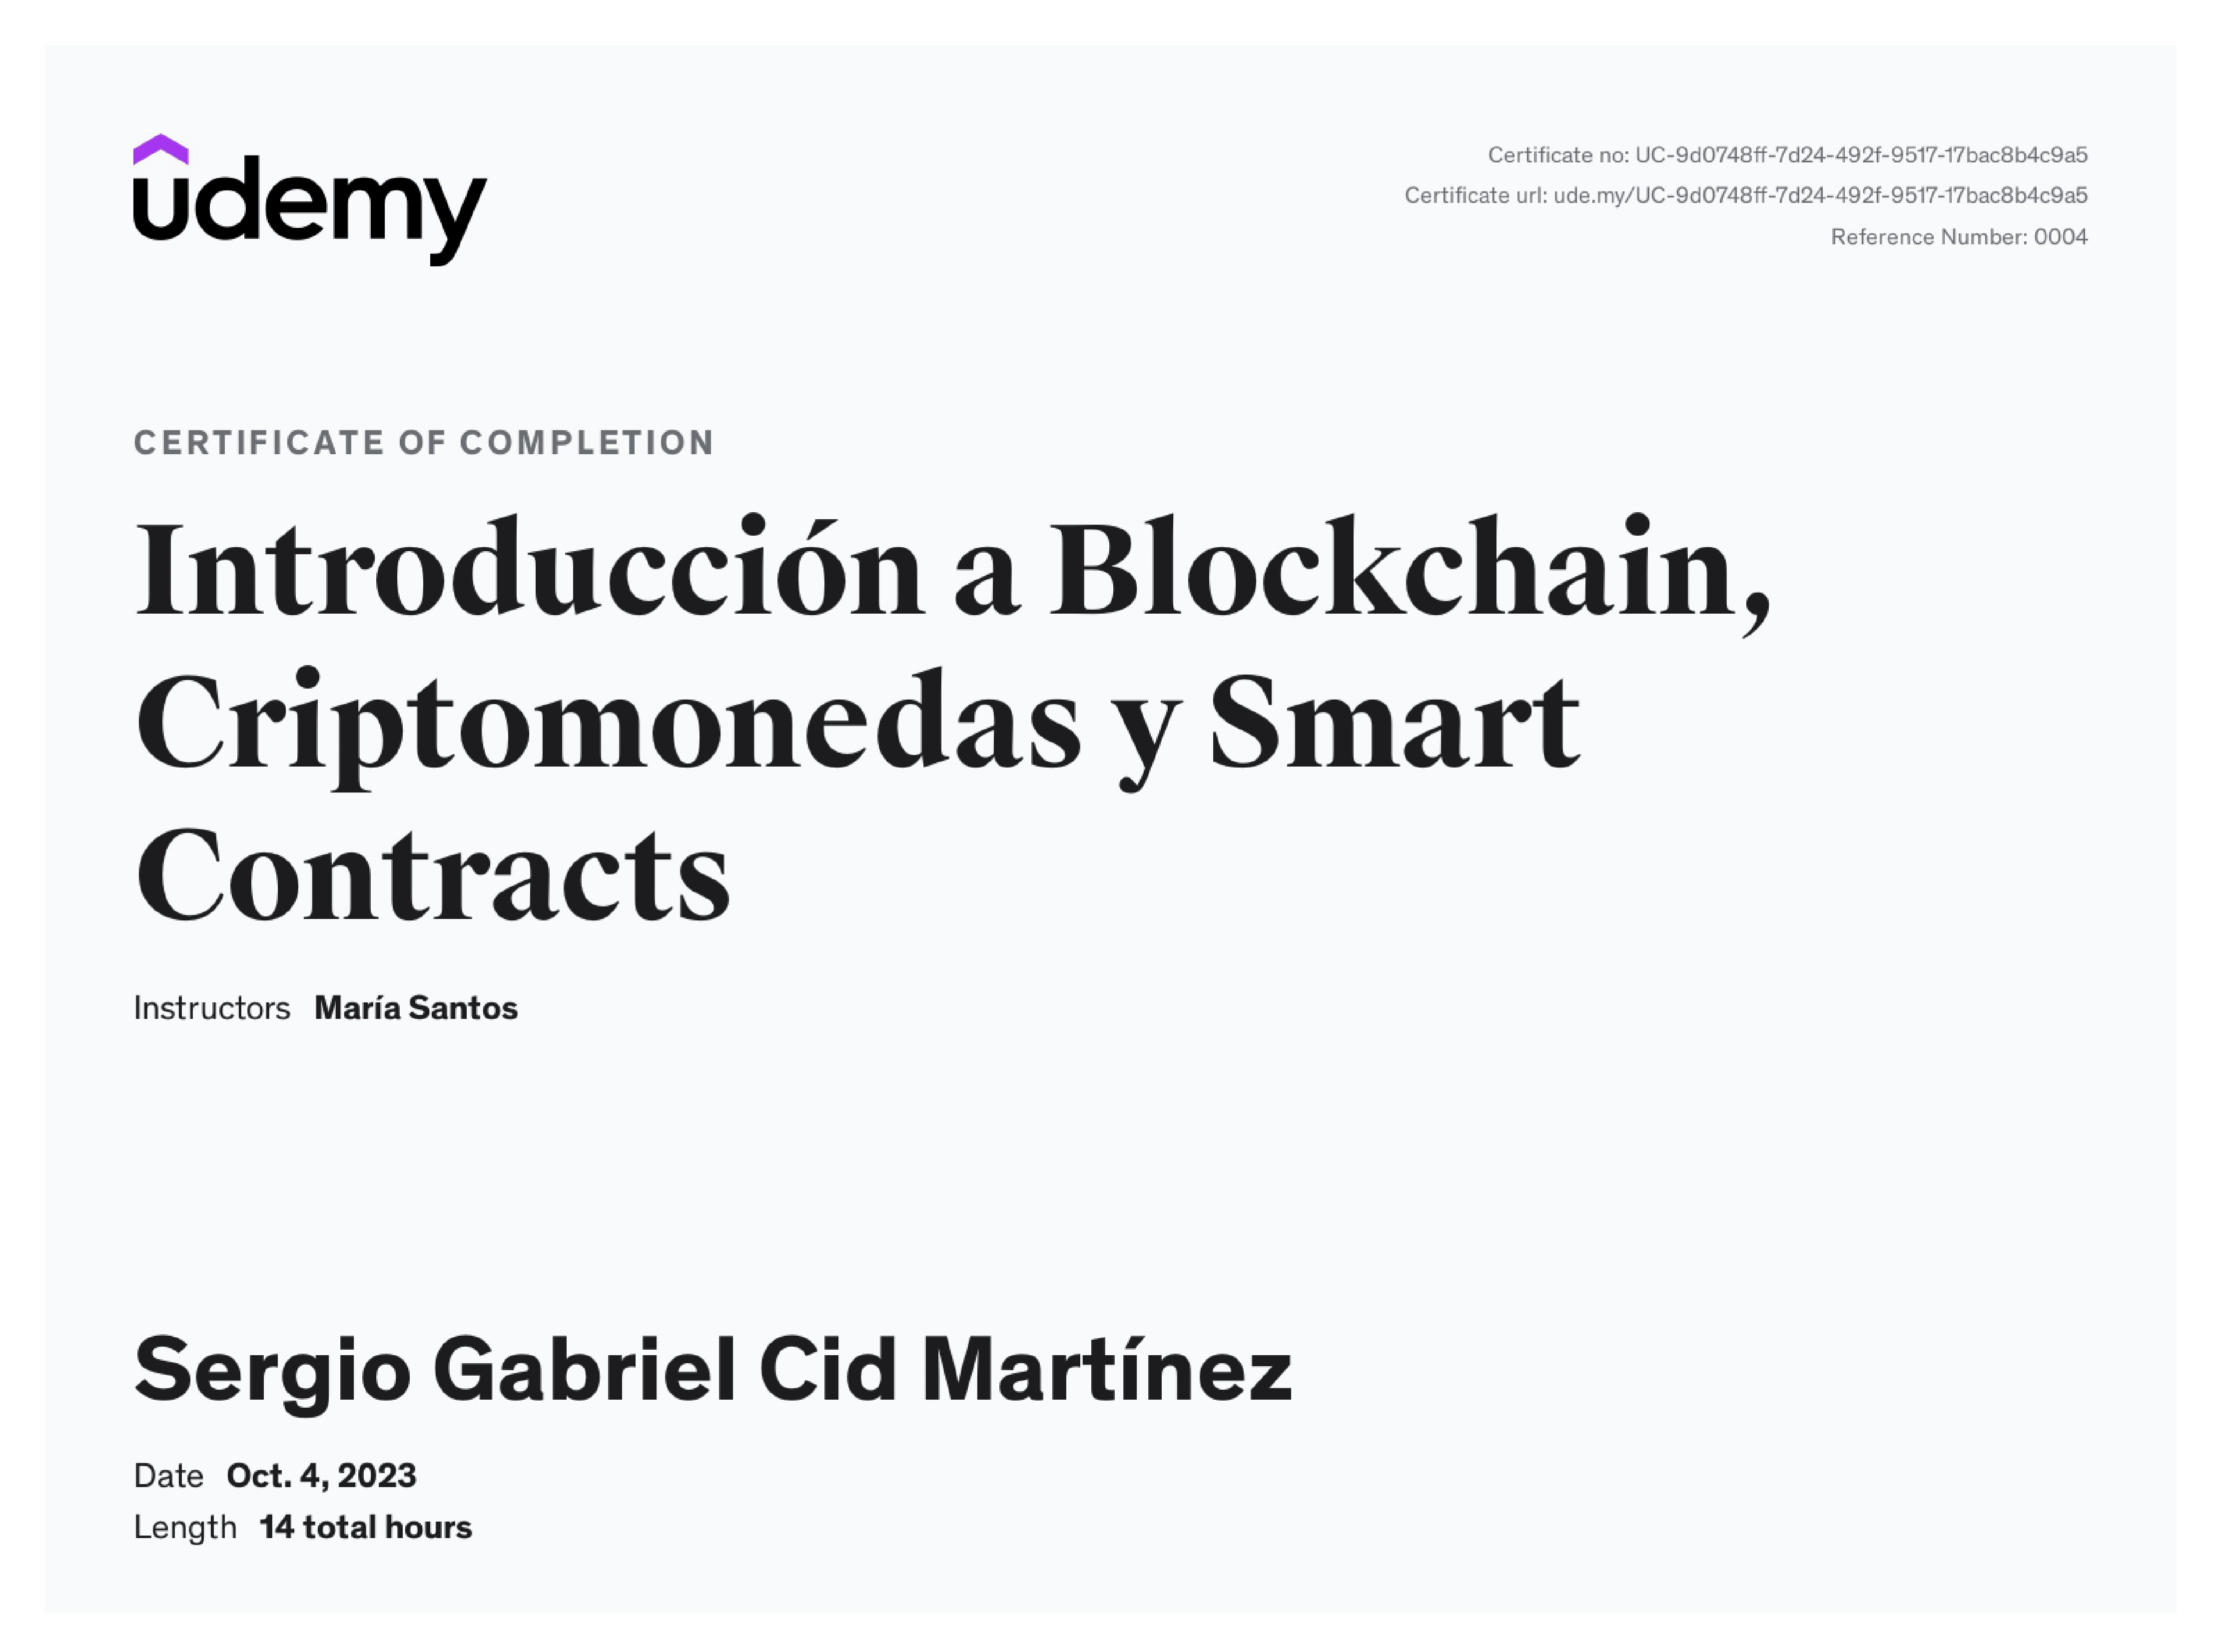 udemy
Certificate no: UC-9d0748ff-7d24-492f-9517-17bac8b4c9a5
Certificate url: ude.my/UC-9d0748ff-7d24-492f-9517-17bac8b4c9a5
Reference Number: 0004
CERTIFICATE OF COMPLETION
Introducción a Blockchain,
Criptomonedas y Smart
Contracts
Instructors María Santos
Sergio Gabriel Cid Martínez
Date Oct. 4, 2023
Length 14 total hours